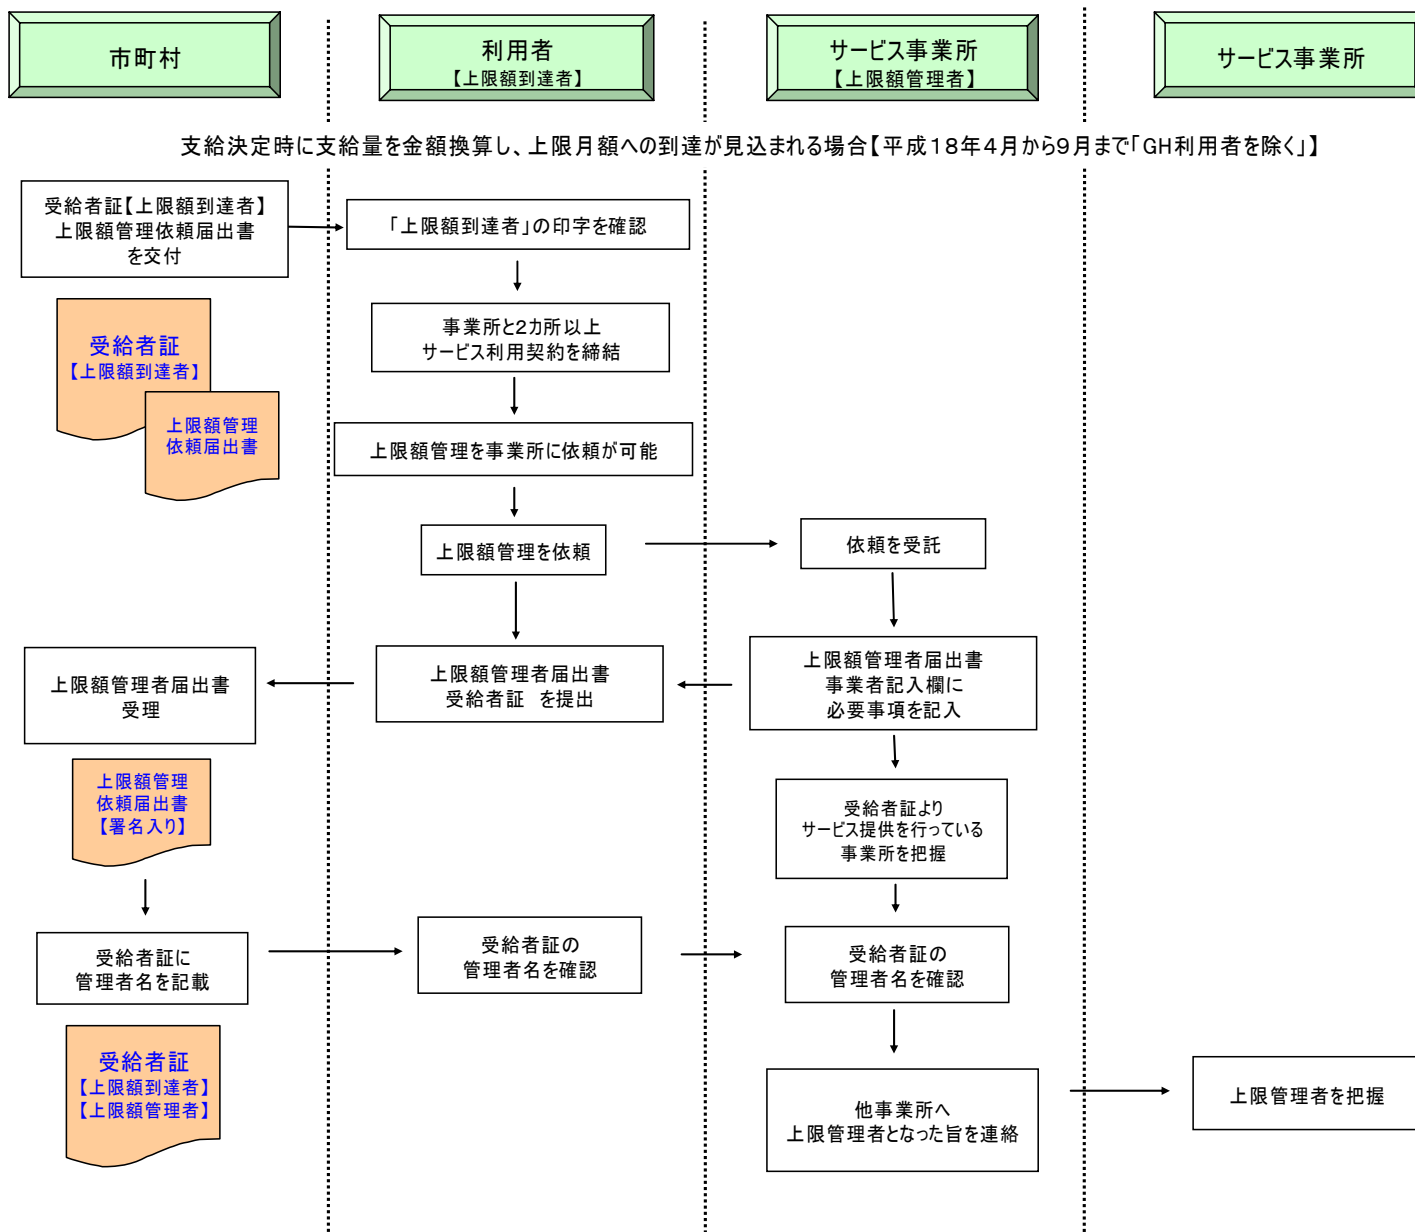 市町村
利用者
【上限額到達者】
サービス事業所
【上限額管理者】
サービス事業所
支給決定時に支給量を金額換算し、上限月額への到達が見込まれる場合【平成18年4月から9月まで「GH利用者を除く」】
受給者証【上限額到達者】
上限額管理依頼届出書
を交付
「上限額到達者」の印字を確認
受給者証
【上限額到達者】
上限額管理
依頼届出書
事業所と2カ所以上
サービス利用契約を締結
上限額管理を事業所に依頼が可能
上限額管理を依頼
依頼を受託
上限額管理者届出書
事業者記入欄に
必要事項を記入
上限額管理者届出書
受給者証 を提出
上限額管理者届出書
受理
上限額管理
依頼届出書
【署名入り】
受給者証より
サービス提供を行っている
事業所を把握
受給者証に
管理者名を記載
受給者証の
管理者名を確認
受給者証の
管理者名を確認
受給者証
【上限額到達者】
【上限額管理者】
他事業所へ
上限管理者となった旨を連絡
上限管理者を把握